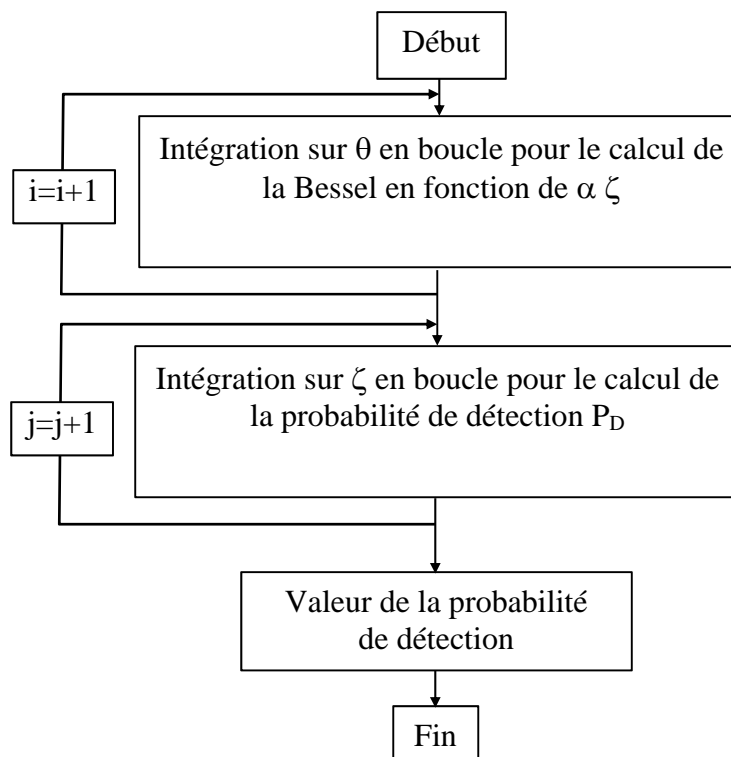 Début
Intégration sur θ en boucle pour le calcul de
la Bessel en fonction de α ζ
i=i+1
Intégration sur ζ en boucle pour le calcul de
la probabilité de détection P_D
j=j+1
Valeur de la probabilité
de détection
Fin